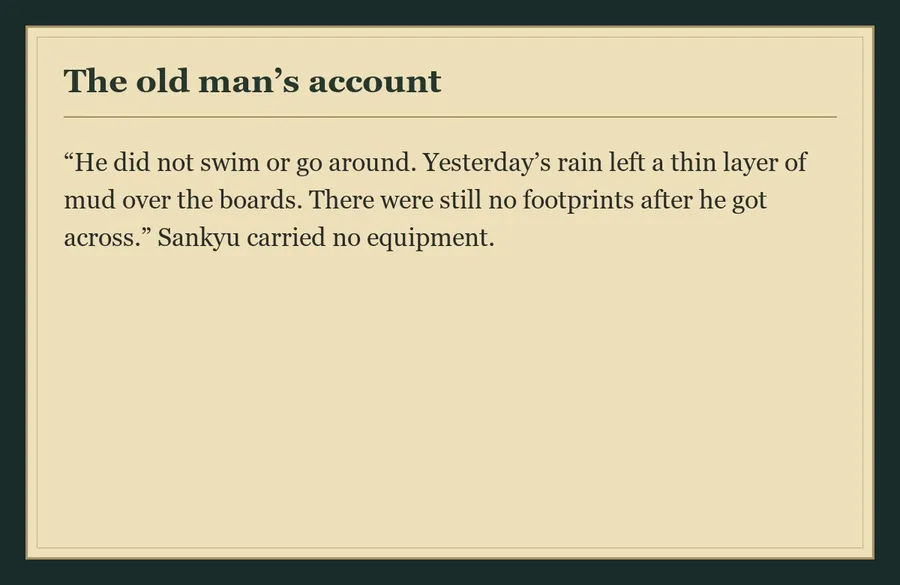 The old man’s account
“He did not swim or go around. Yesterday’s rain left a thin layer of
mud over the boards. There were still no footprints after he got
across.” Sankyu carried no equipment.